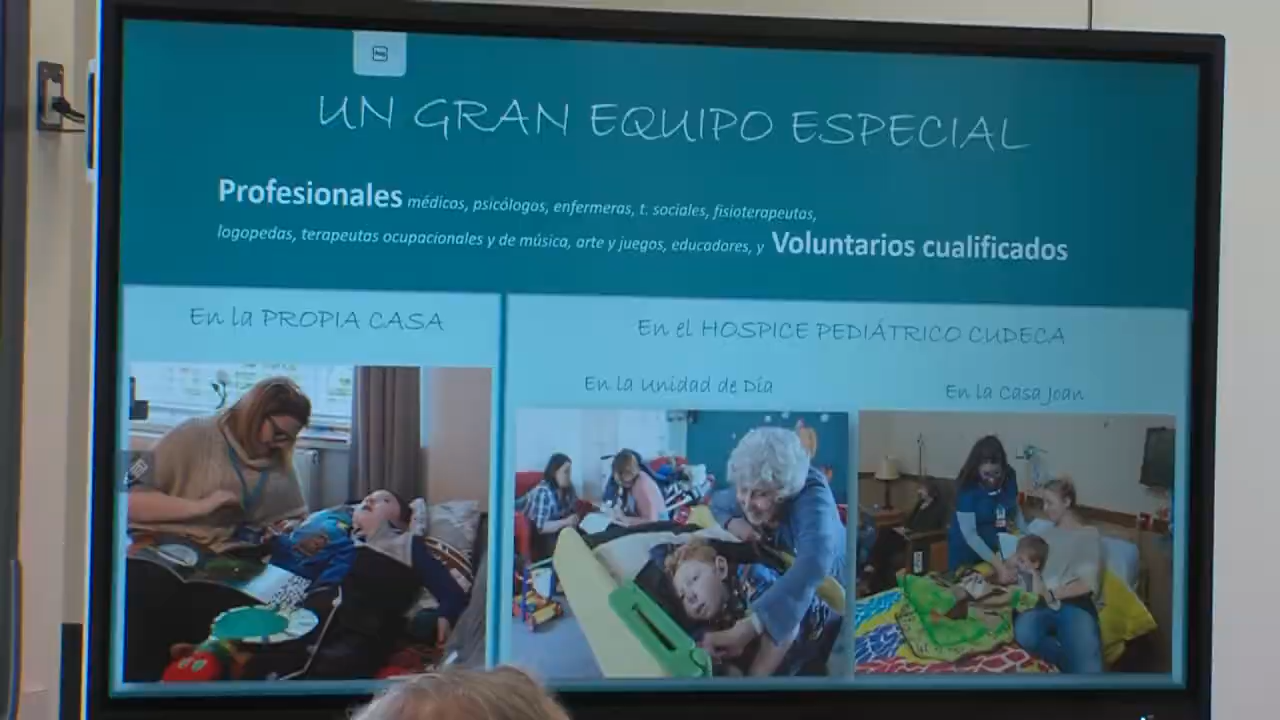 UN GRAN EQUIPO ESPECIAL
Profesionales médicos, psicólogos, enfermeras, t. sociales, fisioterapeutas,
logopedas, terapeutas ocupacionales y de música, arte y juegos, educadores, y Voluntarios cualificados
En la PROPIA CASA
En el HOSPICE PEDIÁTRICO CUDECA
En la Unidad de Día
En la Casa Joan